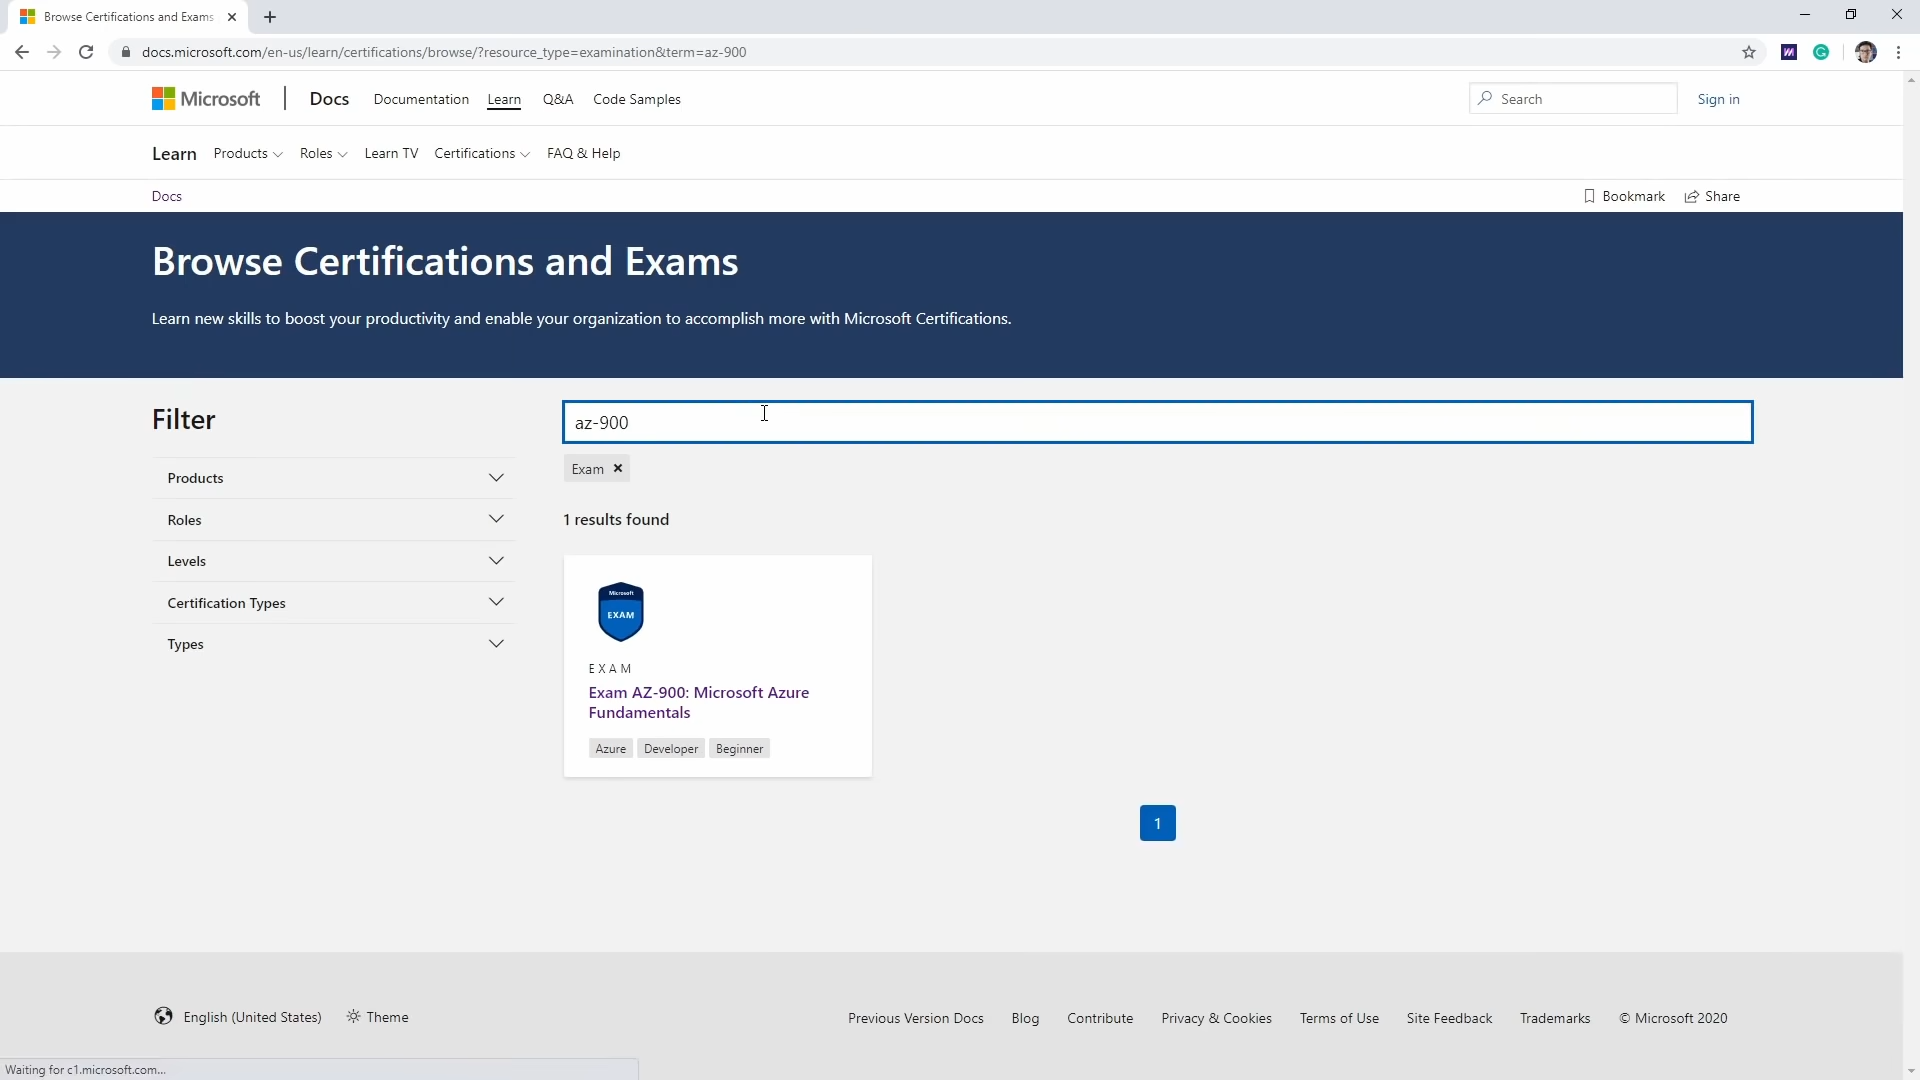 Browse Certifications and Exams
docs.microsoft.com/en-us/learn/certifications/browse/?resource_type=examination&term=az-900
Microsoft Docs Documentation Learn Q&A Code Samples Search Sign in
Learn Products Roles Learn TV Certifications FAQ & Help
Docs Bookmark Share
Browse Certifications and Exams
Learn new skills to boost your productivity and enable your organization to accomplish more with Microsoft Certifications.
Filter
Products
Roles
Levels
Certification Types
Types
az-900
Exam
1 results found
Microsoft
EXAM
EXAM
Exam AZ-900: Microsoft Azure
Fundamentals
Azure Developer Beginner
1
English (United States) Theme
Previous Version Docs Blog Contribute Privacy & Cookies Terms of Use Site Feedback Trademarks © Microsoft 2020
Waiting for c1.microsoft.com...